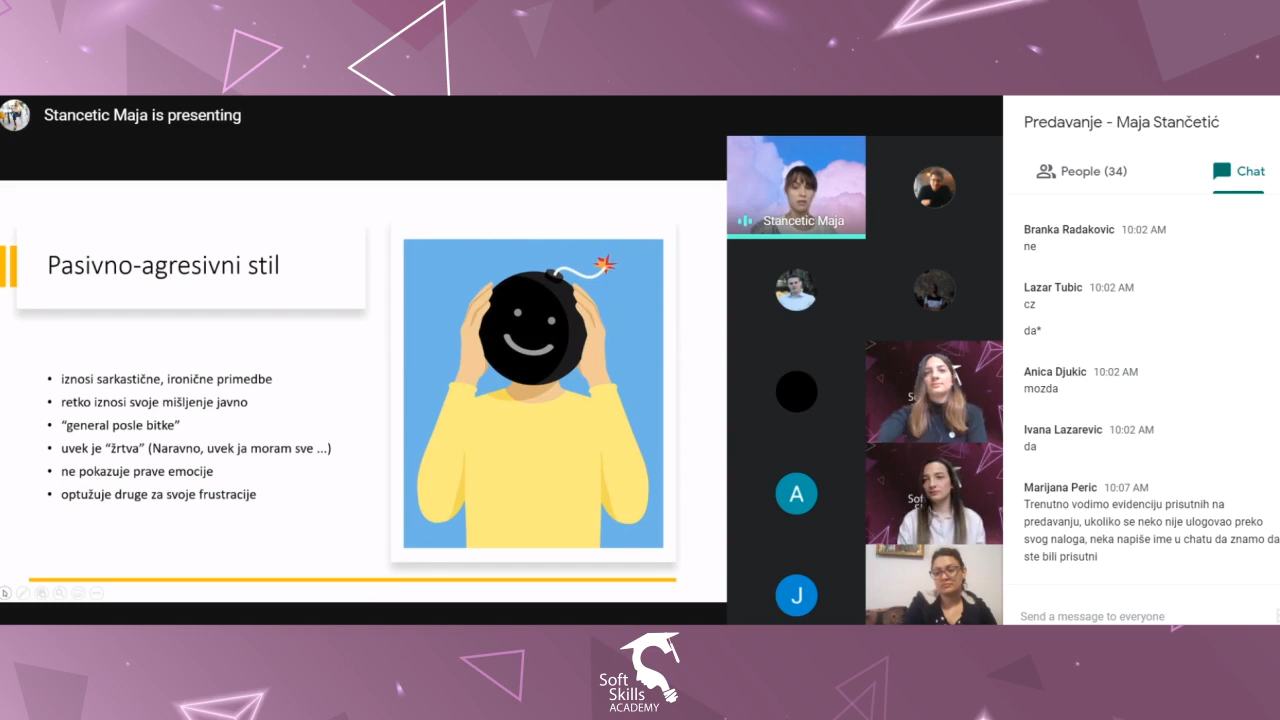 Stancetic Maja is presenting
Pasivno-agresivni stil
• iznosi sarkastične, ironične primedbe
• retko iznosi svoje mišljenje javno
• “general posle bitke”
• uvek je “žrtva” (Naravno, uvek ja moram sve ...)
• ne pokazuje prave emocije
• optužuje druge za svoje frustracije
Stancetic Maja
A
J
Predavanje - Maja Stančetić
People (34)
Chat
Branka Radakovic 10:02 AM
ne
Lazar Tubic 10:02 AM
cz
da*
Anica Djukic 10:02 AM
mozda
Ivana Lazarevic 10:02 AM
da
Marijana Peric 10:07 AM
Trenutno vodimo evidenciju prisutnih na
predavanju, ukoliko se neko nije ulogovao preko
svog naloga, neka napiše ime u chatu da znamo da
ste bili prisutni
Send a message to everyone
Soft
Skills
ACADEMY